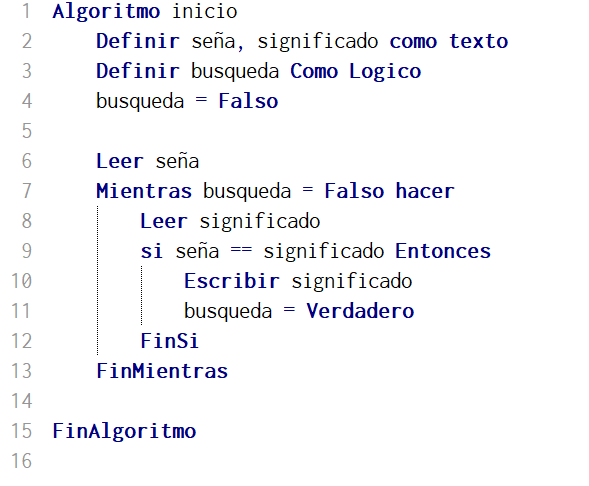 1 Algoritmo inicio
2 Definir seña, significado como texto
3 Definir busqueda Como Logico
4 busqueda = Falso
5
6 Leer seña
7 Mientras busqueda = Falso hacer
8 Leer significado
9 si seña == significado Entonces
10 Escribir significado
11 busqueda = Verdadero
12 FinSi
13 FinMientras
14
15 FinAlgoritmo
16